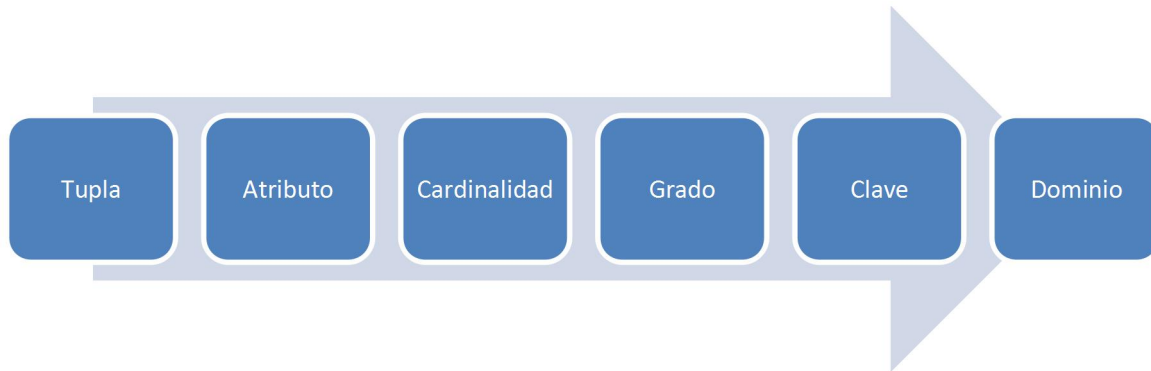 Tupla
Atributo
Cardinalidad
Grado
Clave
Dominio